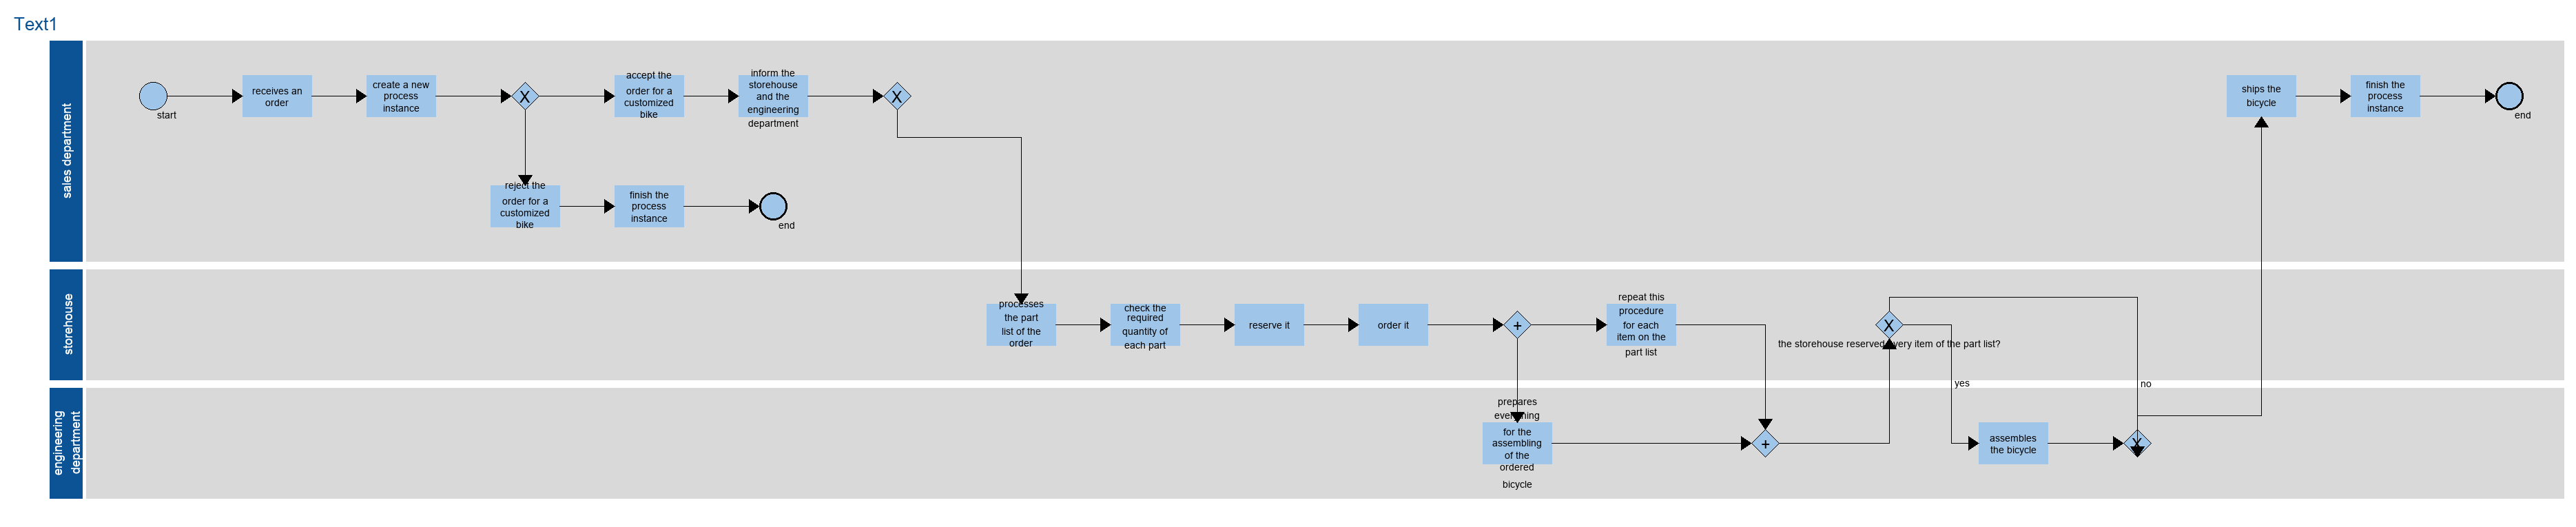 Text1
sales department
start
receives an
order
create a new
process
instance
X
accept the
order for a
customized
bike
inform the
storehouse
and the
engineering
department
X
reject the
order for a
customized
bike
finish the
process
instance
end
ships the
bicycle
finish the
process
instance
end
storehouse
processes
the part
list of the
order
check the
required
quantity of
each part
reserve it
order it
+
repeat this
procedure
for each
item on the
part list
X
the storehouse reserved every item of the part list?
yes
no
engineering
department
prepares
everything
for the
assembling
of the
ordered
bicycle
+
assembles
the bicycle
X